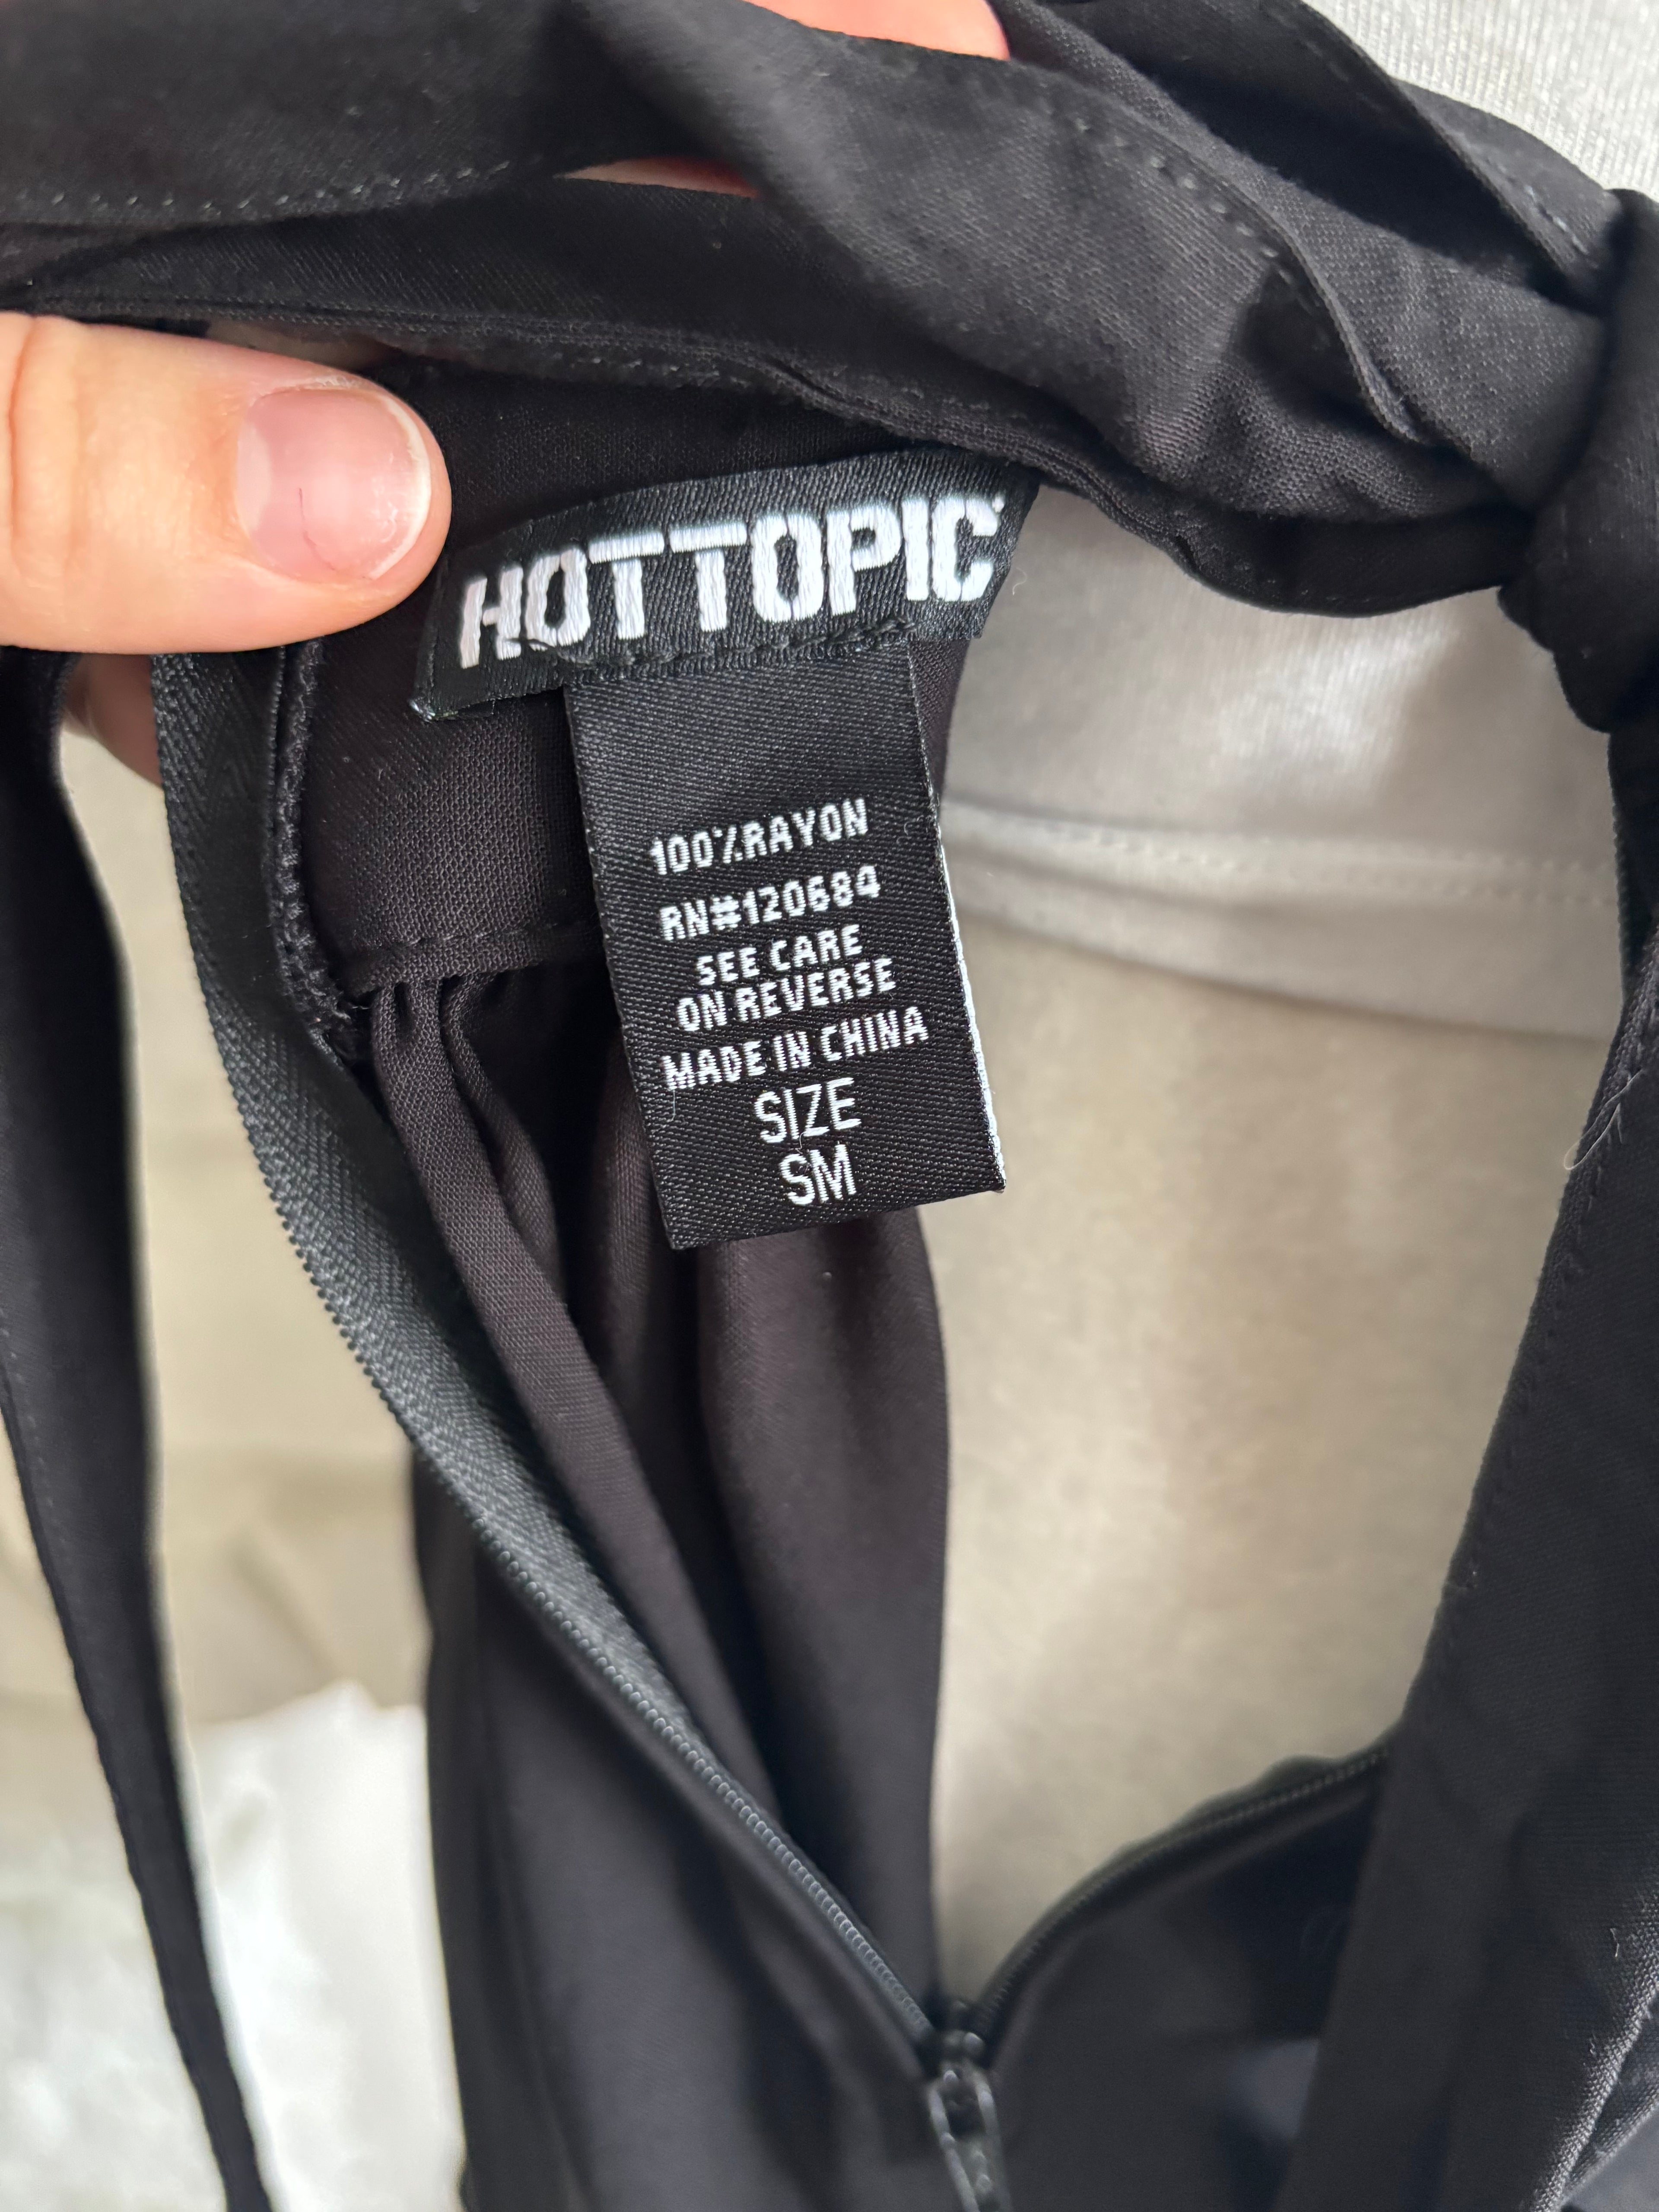 HOTTOPIC
100%RAYON
RN#120684
SEE CARE
ON REVERSE
MADE IN CHINA
SIZE
SM